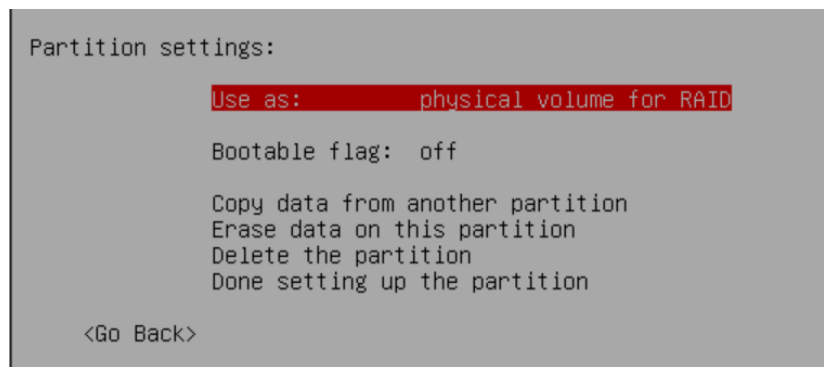 Partition settings:
Use as: physical volume for RAID
Bootable flag: off
Copy data from another partition
Erase data on this partition
Delete the partition
Done setting up the partition
<Go Back>